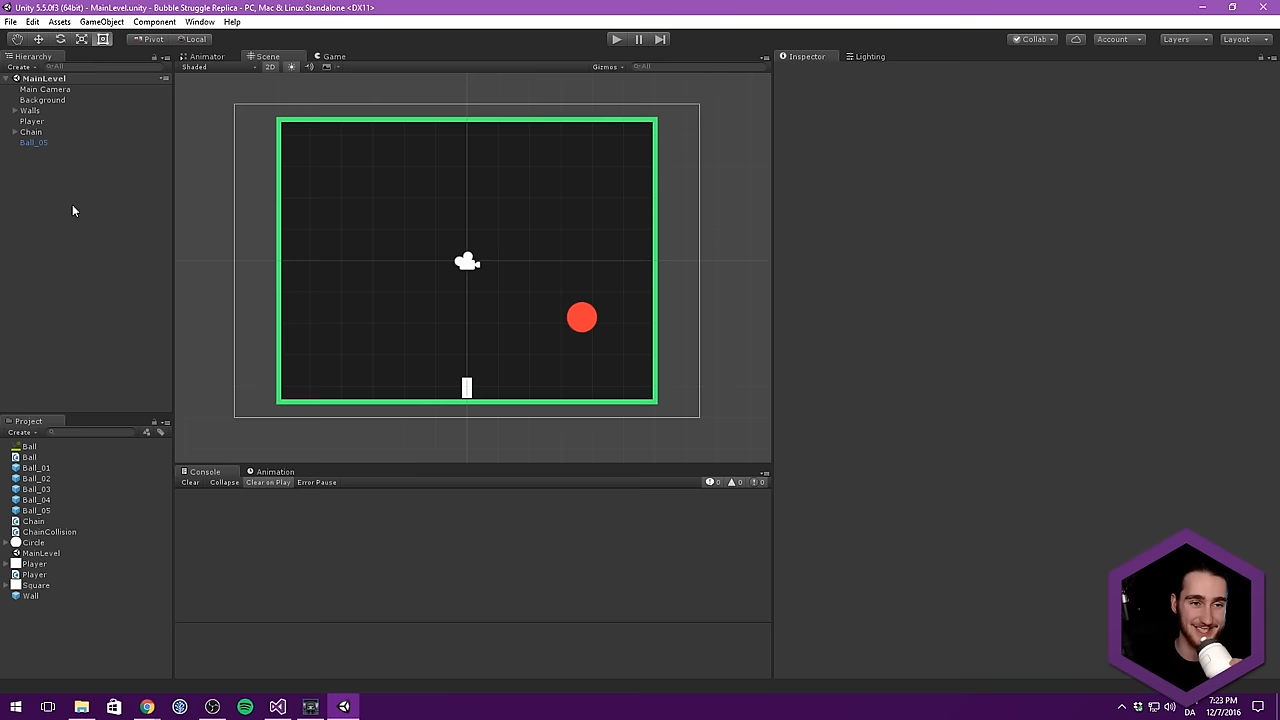 Unity 5.5.0f3 (64bit) - MainLevel.unity - Bubble Struggle Replica - PC, Mac & Linux Standalone <DX11>
File Edit Assets GameObject Component Window Help
Pivot Local Collab Account Layers Layout
Hierarchy Animator Scene Game Inspector Lighting
Create All Shaded 2D Gizmos All
MainLevel
Main Camera
Background
Walls
Player
Chain
Ball_05
Project
Create
Ball
Ball
Ball_01
Ball_02
Ball_03
Ball_04
Ball_05
Chain
ChainCollision
Circle
MainLevel
Player
Player
Square
Wall
Console Animation
Clear Collapse Clear on Play Error Pause 0 0 0
7:23 PM
DA 12/7/2016